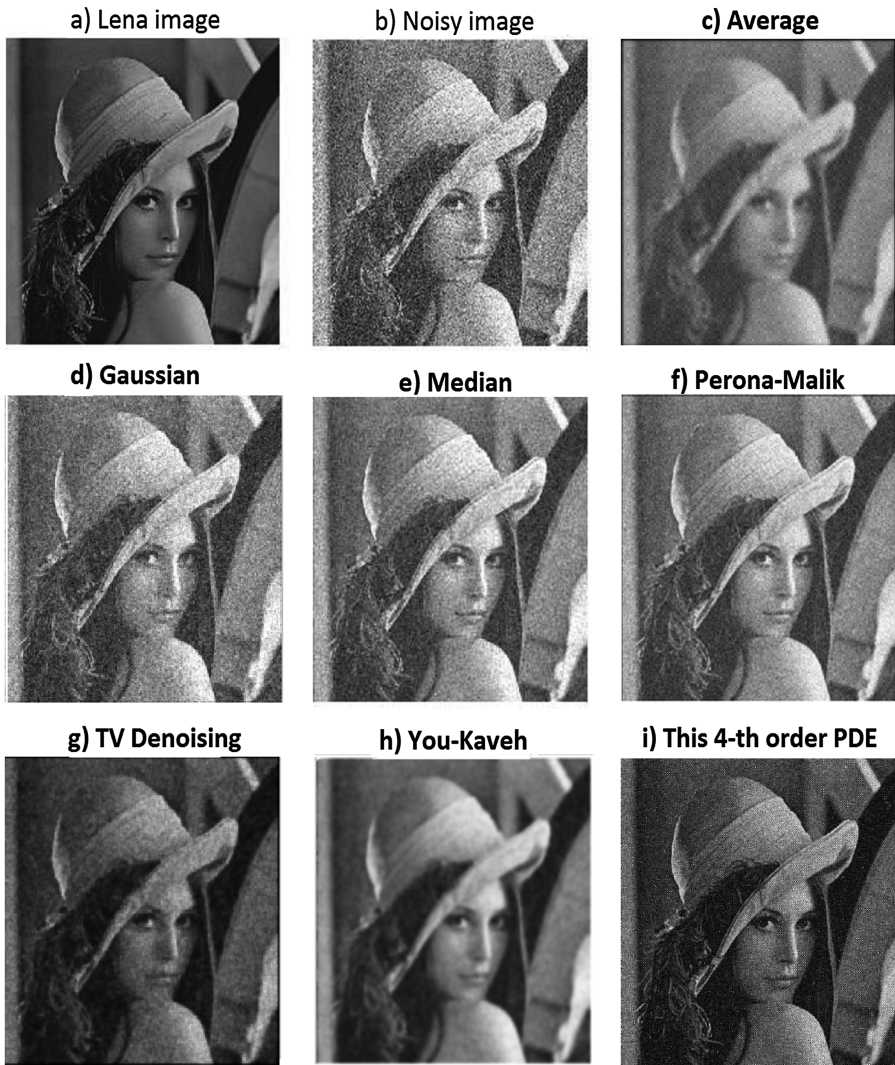 a) Lena image
b) Noisy image
c) Average
d) Gaussian
e) Median
f) Perona-Malik
g) TV Denoising
h) You-Kaveh
i) This 4-th order PDE